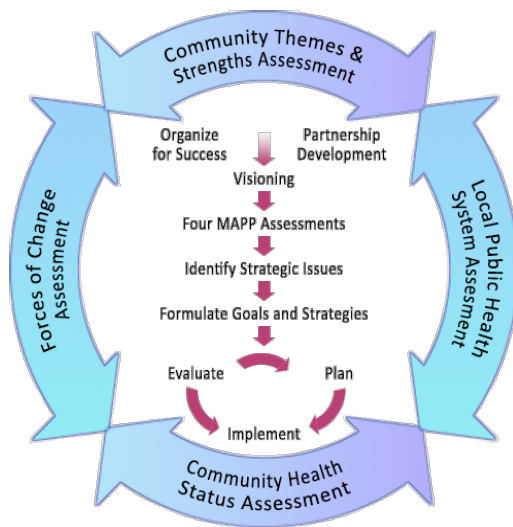 Community Themes &
Strengths Assessment
Organize
for Success
Partnership
Development
Visioning
Four MAPP Assessments
Identify Strategic Issues
Formulate Goals and Strategies
Evaluate
Plan
Implement
Forces of Change
Assessment
Local Public Health
System Assesment
Community Health
Status Assessment